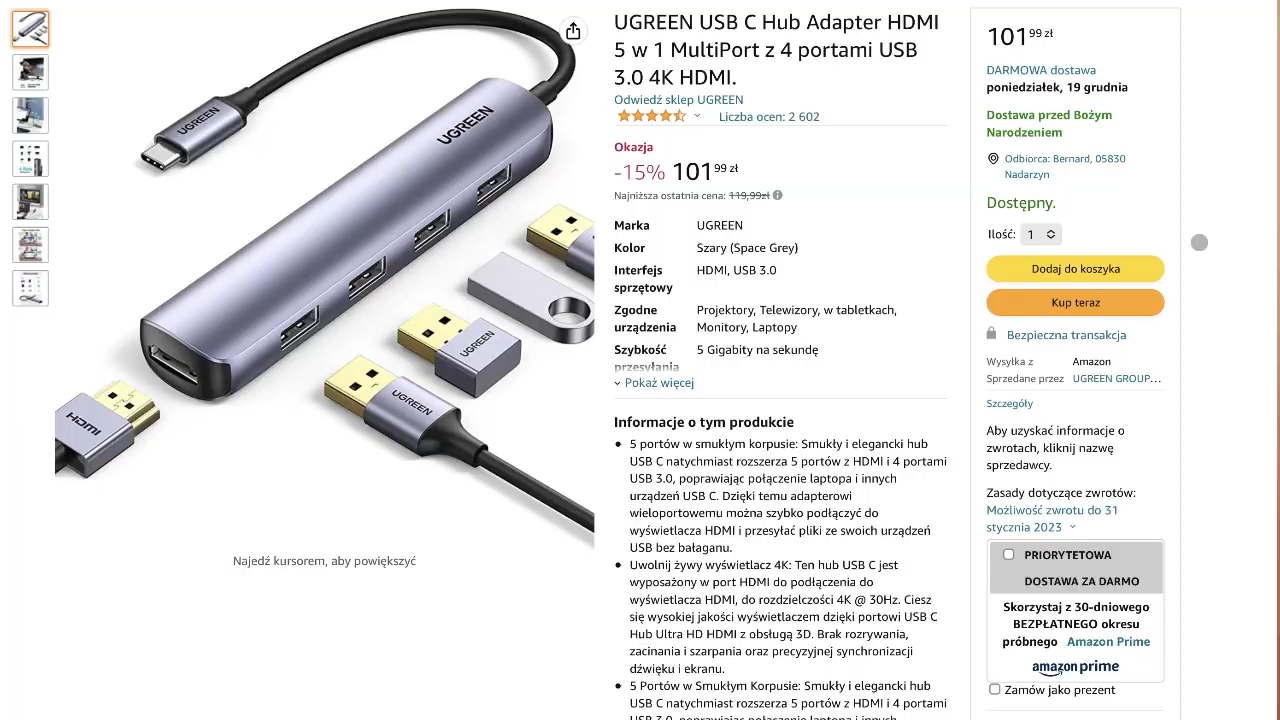 UGREEN
UGREEN
UGREEN
UGREEN
HDMI
Najedź kursorem, aby powiększyć
UGREEN USB C Hub Adapter HDMI
5 w 1 MultiPort z 4 portami USB
3.0 4K HDMI.
Odwiedź sklep UGREEN
Liczba ocen: 2 602
Okazja
-15% 101 99 zł
Najniższa ostatnia cena: 119,99zł
Marka UGREEN
Kolor Szary (Space Grey)
Interfejs HDMI, USB 3.0
sprzętowy
Zgodne Projektory, Telewizory, w tabletkach,
urządzenia Monitory, Laptopy
Szybkość 5 Gigabity na sekundę
przesyłania
Pokaż więcej
Informacje o tym produkcie
5 portów w smukłym korpusie: Smukły i elegancki hub
USB C natychmiast rozszerza 5 portów z HDMI i 4 portami
USB 3.0, poprawiając połączenie laptopa i innych
urządzeń USB C. Dzięki temu adapterowi
wieloportowemu można szybko podłączyć do
wyświetlacza HDMI i przesyłać pliki ze swoich urządzeń
USB bez bałaganu.
Uwolnij żywy wyświetlacz 4K: Ten hub USB C jest
wyposażony w port HDMI do podłączenia do
wyświetlacza HDMI, do rozdzielczości 4K @ 30Hz. Ciesz
się wysokiej jakości wyświetlaczem dzięki portowi USB C
Hub Ultra HD HDMI z obsługą 3D. Brak rozrywania,
zacinania i szarpania oraz precyzyjnej synchronizacji
dźwięku i ekranu.
5 Portów w Smukłym Korpusie: Smukły i elegancki hub
USB C natychmiast rozszerza 5 portów z HDMI i 4 portami
USB 3.0, poprawiając połączenie laptopa i innych
101 99 zł
DARMOWA dostawa
poniedziałek, 19 grudnia
Dostawa przed Bożym
Narodzeniem
Odbiorca: Bernard, 05830
Nadarzyn
Dostępny.
Ilość: 1
Dodaj do koszyka
Kup teraz
Bezpieczna transakcja
Wysyłka z Amazon
Sprzedane przez UGREEN GROUP…
Szczegóły
Aby uzyskać informacje o
zwrotach, kliknij nazwę
sprzedawcy.
Zasady dotyczące zwrotów:
Możliwość zwrotu do 31
stycznia 2023
PRIORYTETOWA
DOSTAWA ZA DARMO
Skorzystaj z 30-dniowego
BEZPŁATNEGO okresu
próbnego Amazon Prime
amazon prime
Zamów jako prezent